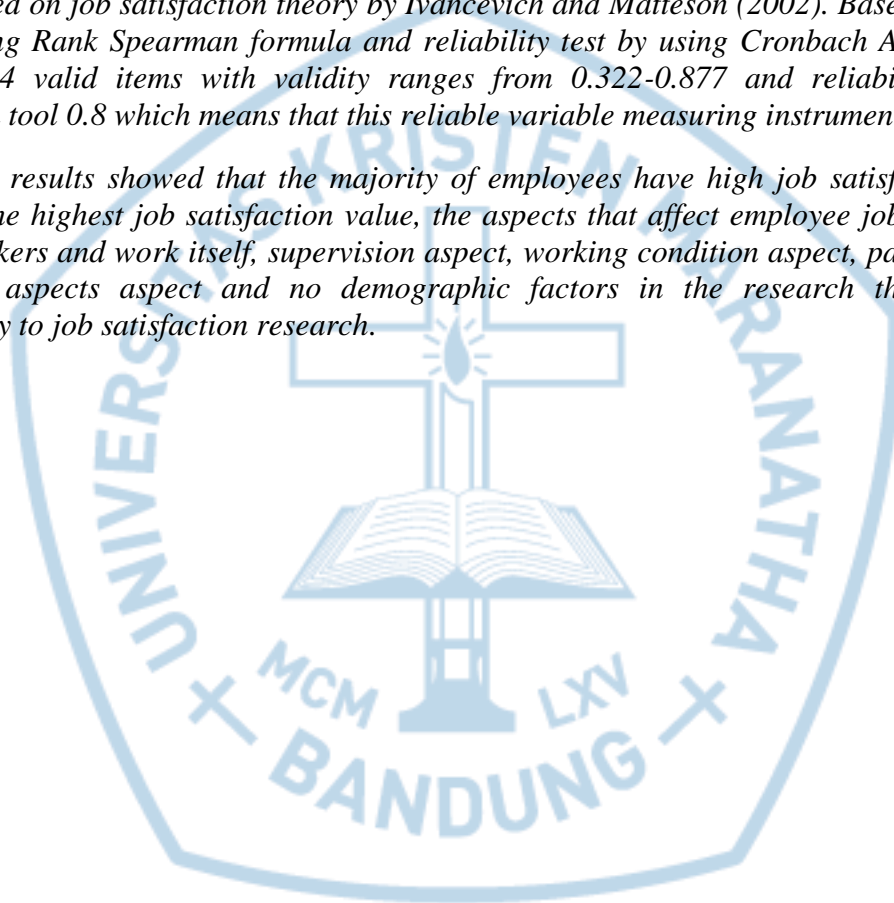 ed on job satisfaction theory by Ivancevich and Matteson (2002). Base
ng Rank Spearman formula and reliability test by using Cronbach A
4 valid items with validity ranges from 0.322-0.877 and reliabi
tool 0.8 which means that this reliable variable measuring instrumen
results showed that the majority of employees have high job satisf
he highest job satisfaction value, the aspects that affect employee job
kers and work itself, supervision aspect, working condition aspect, pa
aspects aspect and no demographic factors in the research th
y to job satisfaction research.
UNIVERSITAS KRISTEN MARANATHA
MCM LXV
BANDUNG